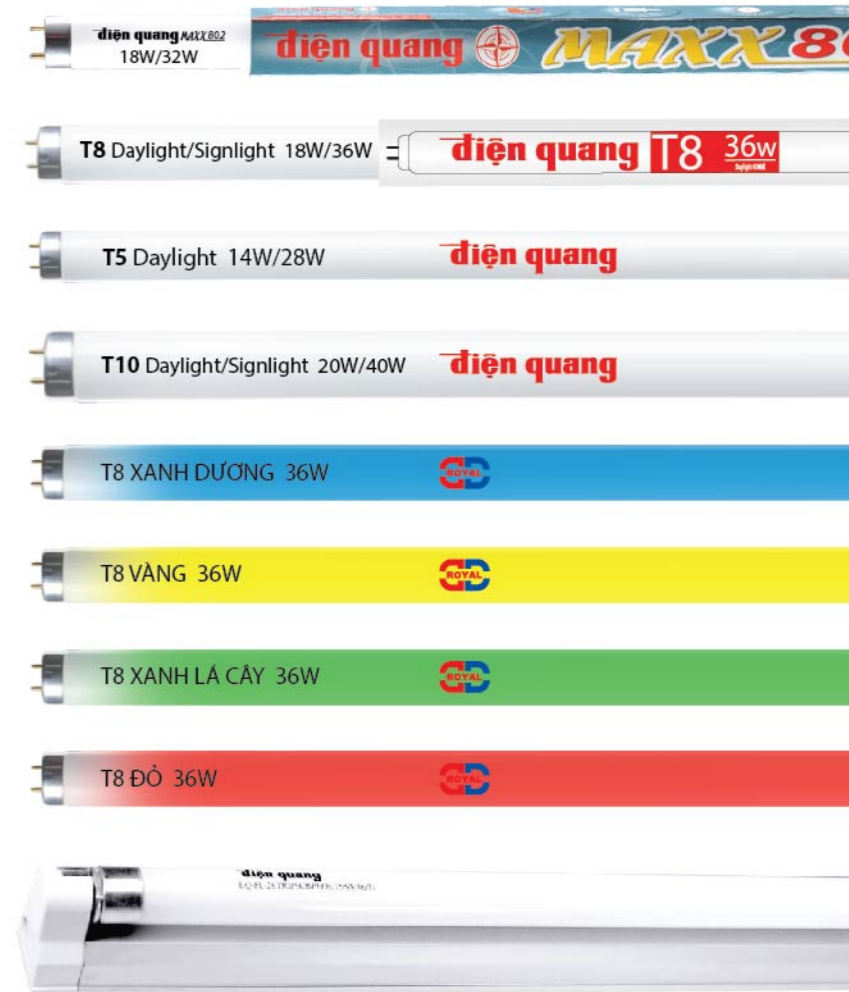 điện quang MAXX802
18W/32W
điện quang MAXX 80
T8 Daylight/Signlight 18W/36W
điện quang T8 36w
T5 Daylight 14W/28W
điện quang
T10 Daylight/Signlight 20W/40W
điện quang
T8 XANH DƯƠNG 36W
ROYAL
T8 VÀNG 36W
ROYAL
T8 XANH LÁ CÂY 36W
ROYAL
T8 ĐỎ 36W
ROYAL
điện quang